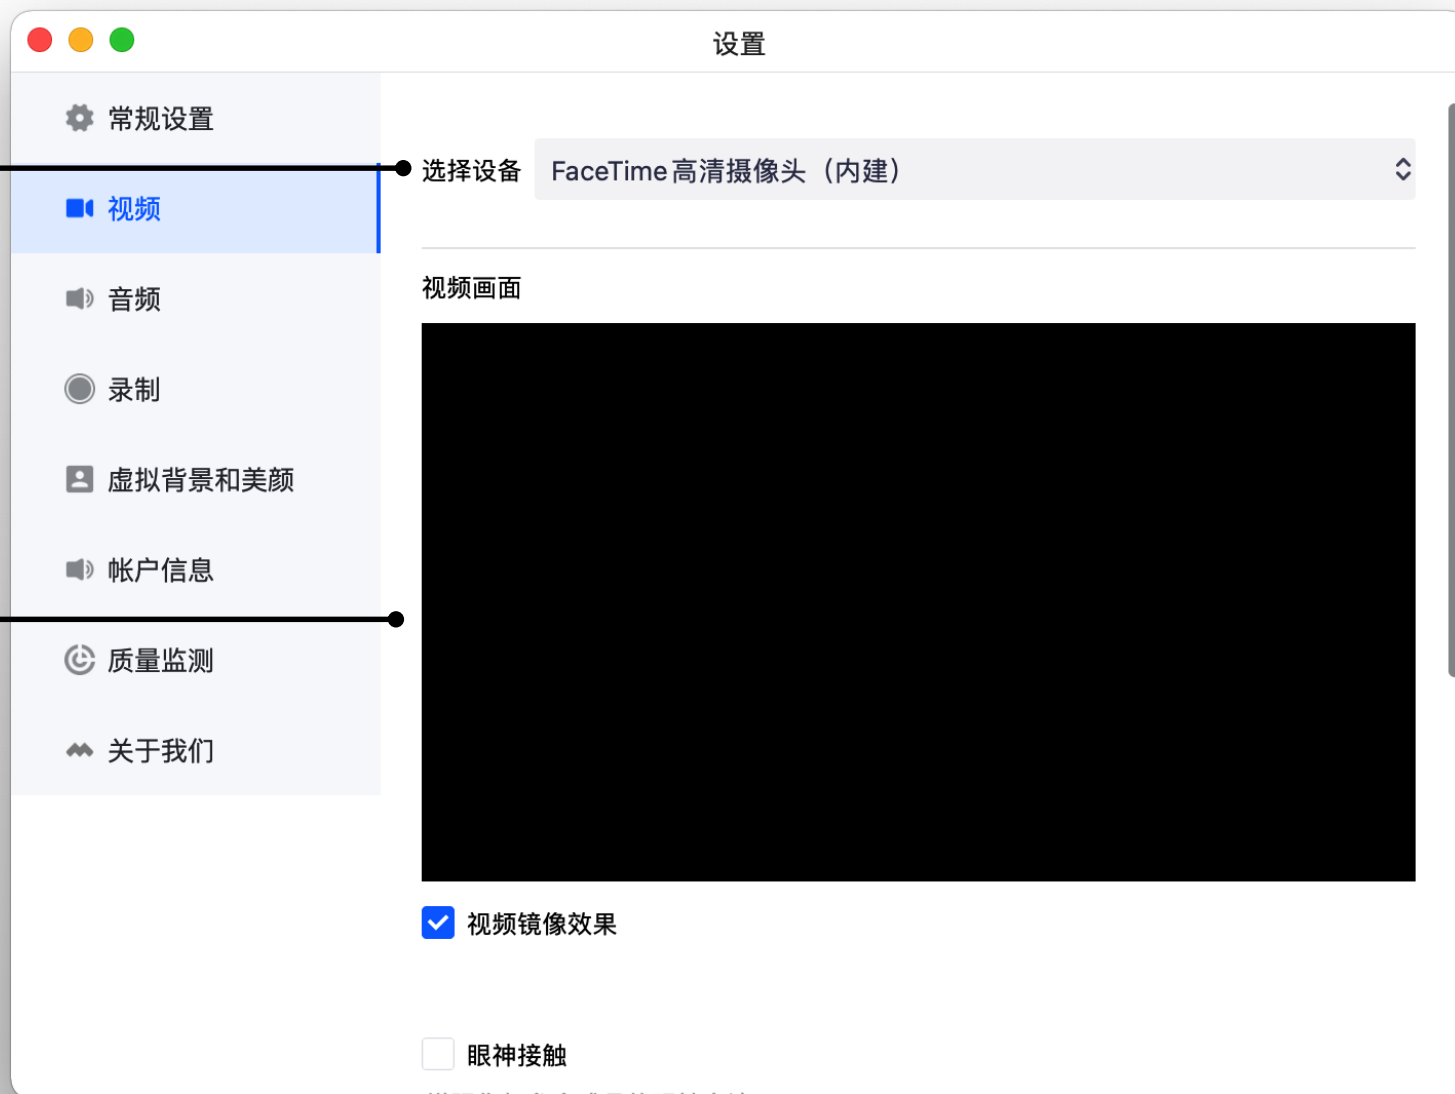 设置
常规设置
视频
音频
录制
虚拟背景和美颜
帐户信息
质量监测
关于我们
选择设备
FaceTime高清摄像头（内建）
视频画面
视频镜像效果
眼神接触